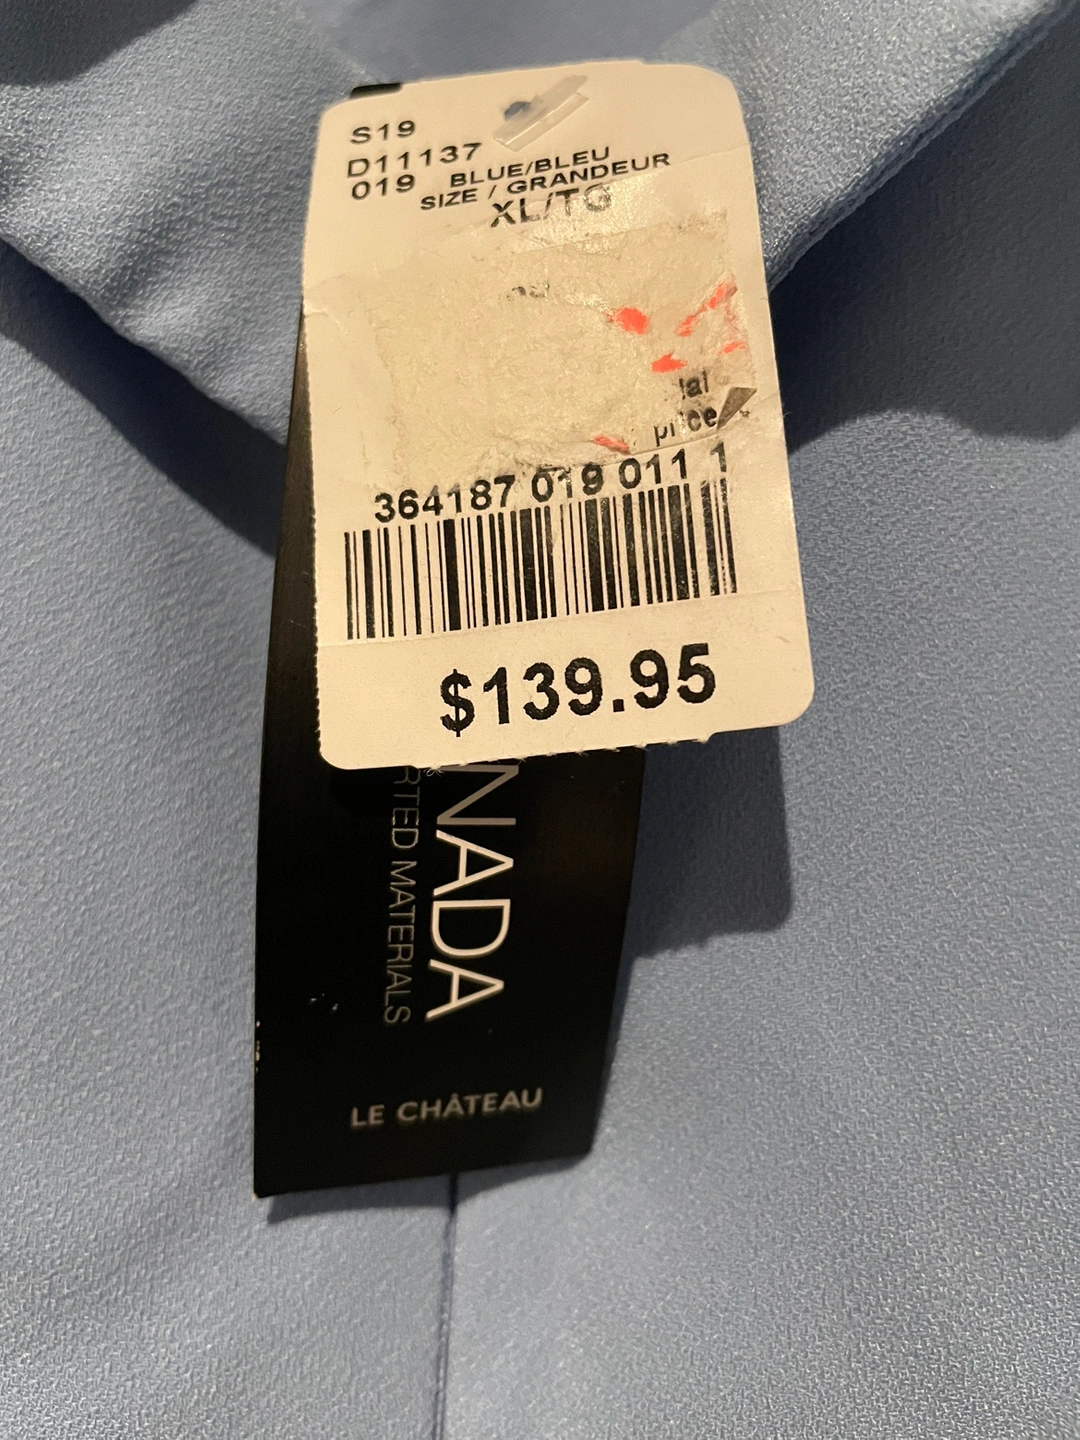 S19
D11137
019 BLUE/BLEU
SIZE / GRANDEUR
XL/TG
price
364187 019 011 1
$139.95
NADA
RTED MATERIALS
LE CHÂTEAU